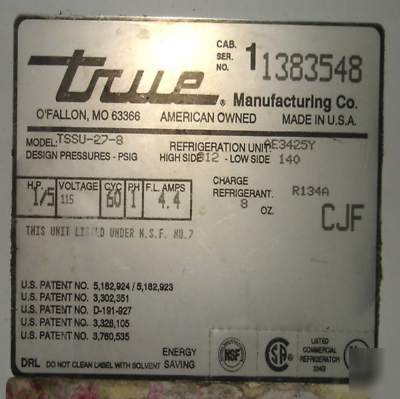 true®
CAB. SER. NO. 1 1383548
Manufacturing Co.
O'FALLON, MO 63366 AMERICAN OWNED MADE IN U.S.A.
MODEL: TSSU-27-8 REFRIGERATION UNIT: AE3425Y
DESIGN PRESSURES - PSIG HIGH SIDE 312 - LOW SIDE 140
H.P. VOLTAGE CYC PH F.L. AMPS
1/5 115 60 1 4.4
CHARGE
REFRIGERANT. R134A
8 OZ.
CJF
THIS UNIT LISTED UNDER N.S.F. NO.7
U.S. PATENT NO. 5,182,924 / 5,182,923
U.S. PATENT NO. 3,302,351
U.S. PATENT NO. D-191-927
U.S. PATENT NO. 3,328,105
U.S. PATENT NO. 3,760,535
ENERGY
DRL DO NOT CLEAN LABEL WITH SOLVENT SAVING
NSF
SA
LISTED
COMMERCIAL
REFRIGERATOR